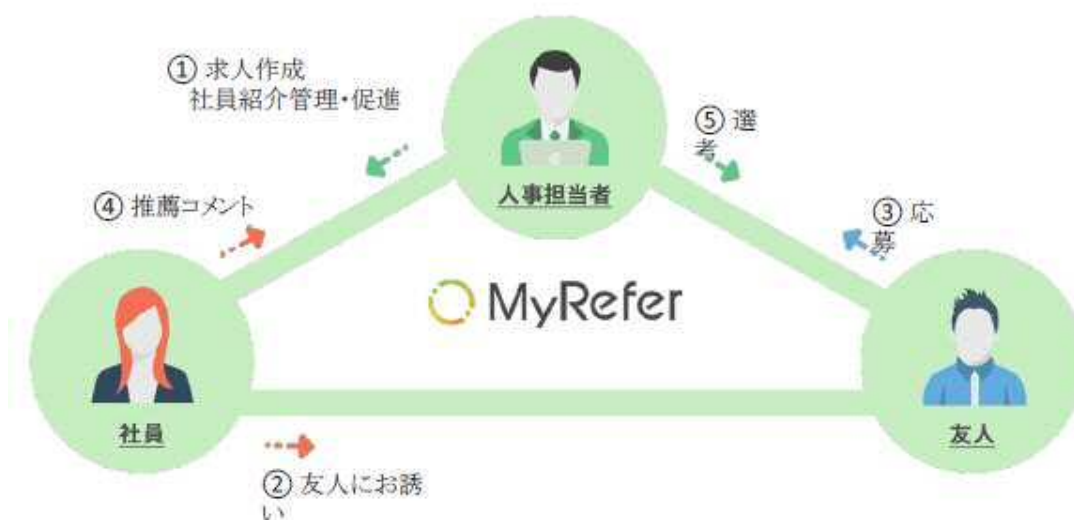 ① 求人作成
社員紹介管理・促進
⑤ 選
考
人事担当者
④ 推薦コメント
③ 応
募
MyRefer
社員
友人
② 友人にお誘
い